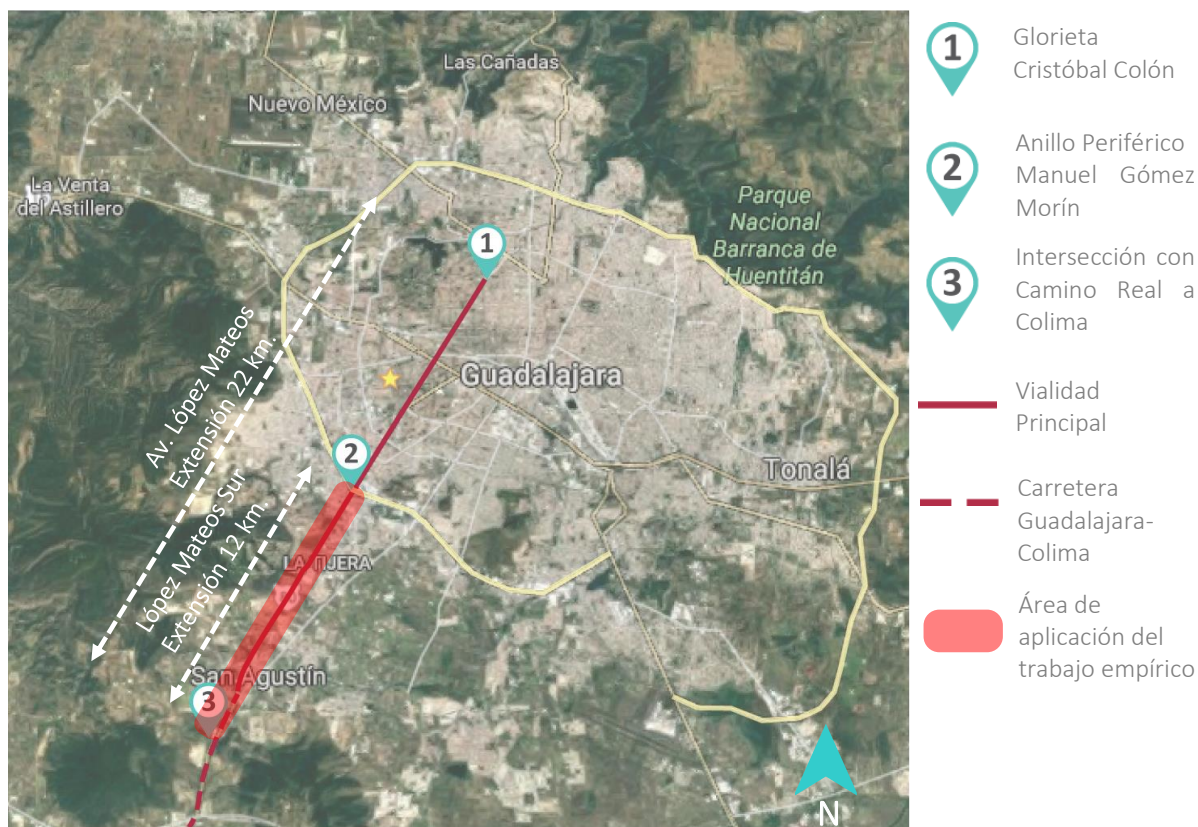 Las Cañadas
Nuevo México
La Venta
del Astillero
Parque
Nacional
Barranca de
Huentitán
1
Guadalajara
2
Tonalá
Av. López Mateos
Extensión 22 km.
López Mateos Sur
Extensión 12 km.
LA TIJERA
San Agustín
3
N
1
Glorieta
Cristóbal Colón
2
Anillo Periférico
Manuel Gómez
Morín
3
Intersección con
Camino Real a
Colima
Vialidad
Principal
Carretera
Guadalajara-
Colima
Área de
aplicación del
trabajo empírico